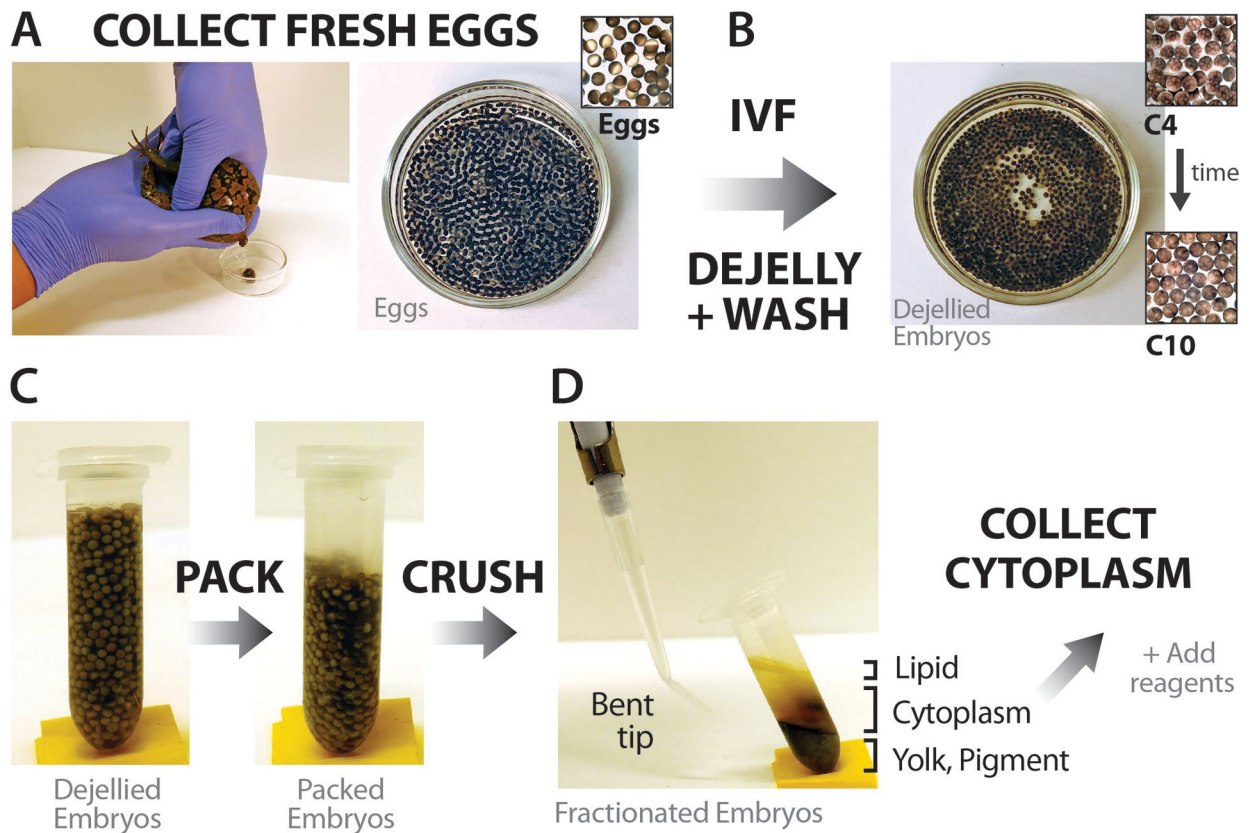 A
COLLECT FRESH EGGS
Eggs
Eggs
B
IVF
DEJELLY
+ WASH
C4
time
C10
Dejellied
Embryos
C
PACK
CRUSH
Dejellied
Embryos
Packed
Embryos
D
Bent
tip
Lipid
Cytoplasm
Yolk, Pigment
Fractionated Embryos
COLLECT
CYTOPLASM
+ Add
reagents